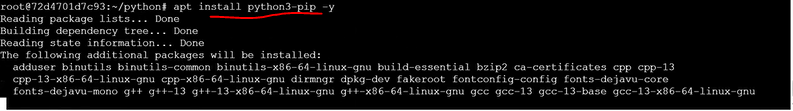 root@72d4701d7c93:~/python# apt install python3-pip -y
Reading package lists... Done
Building dependency tree... Done
Reading state information... Done
The following additional packages will be installed:
adduser binutils binutils-common binutils-x86-64-linux-gnu build-essential bzip2 ca-certificates cpp cpp-13
cpp-13-x86-64-linux-gnu cpp-x86-64-linux-gnu dirmngr dpkg-dev fakeroot fontconfig-config fonts-dejavu-core
fonts-dejavu-mono g++ g++-13 g++-13-x86-64-linux-gnu g++-x86-64-linux-gnu gcc gcc-13 gcc-13-base gcc-13-x86-64-linux-gnu